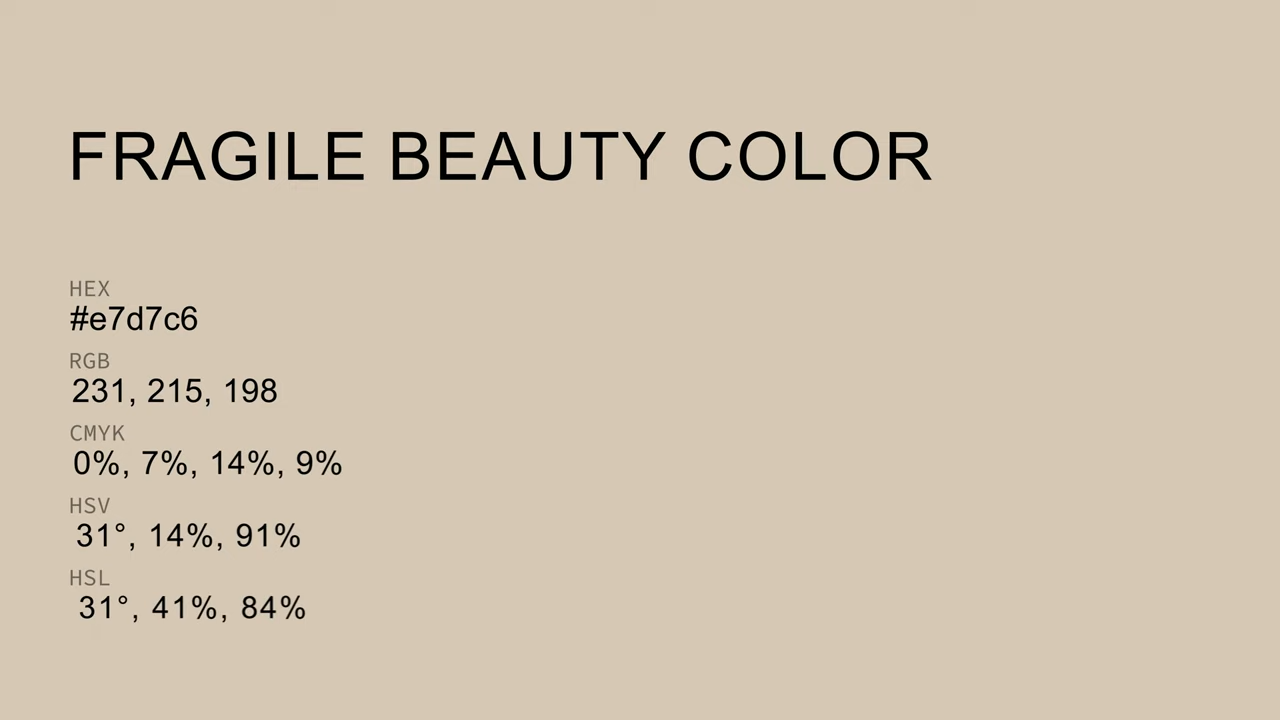 FRAGILE BEAUTY COLOR
HEX
#e7d7c6
RGB
231, 215, 198
CMYK
0%, 7%, 14%, 9%
HSV
31°, 14%, 91%
HSL
31°, 41%, 84%